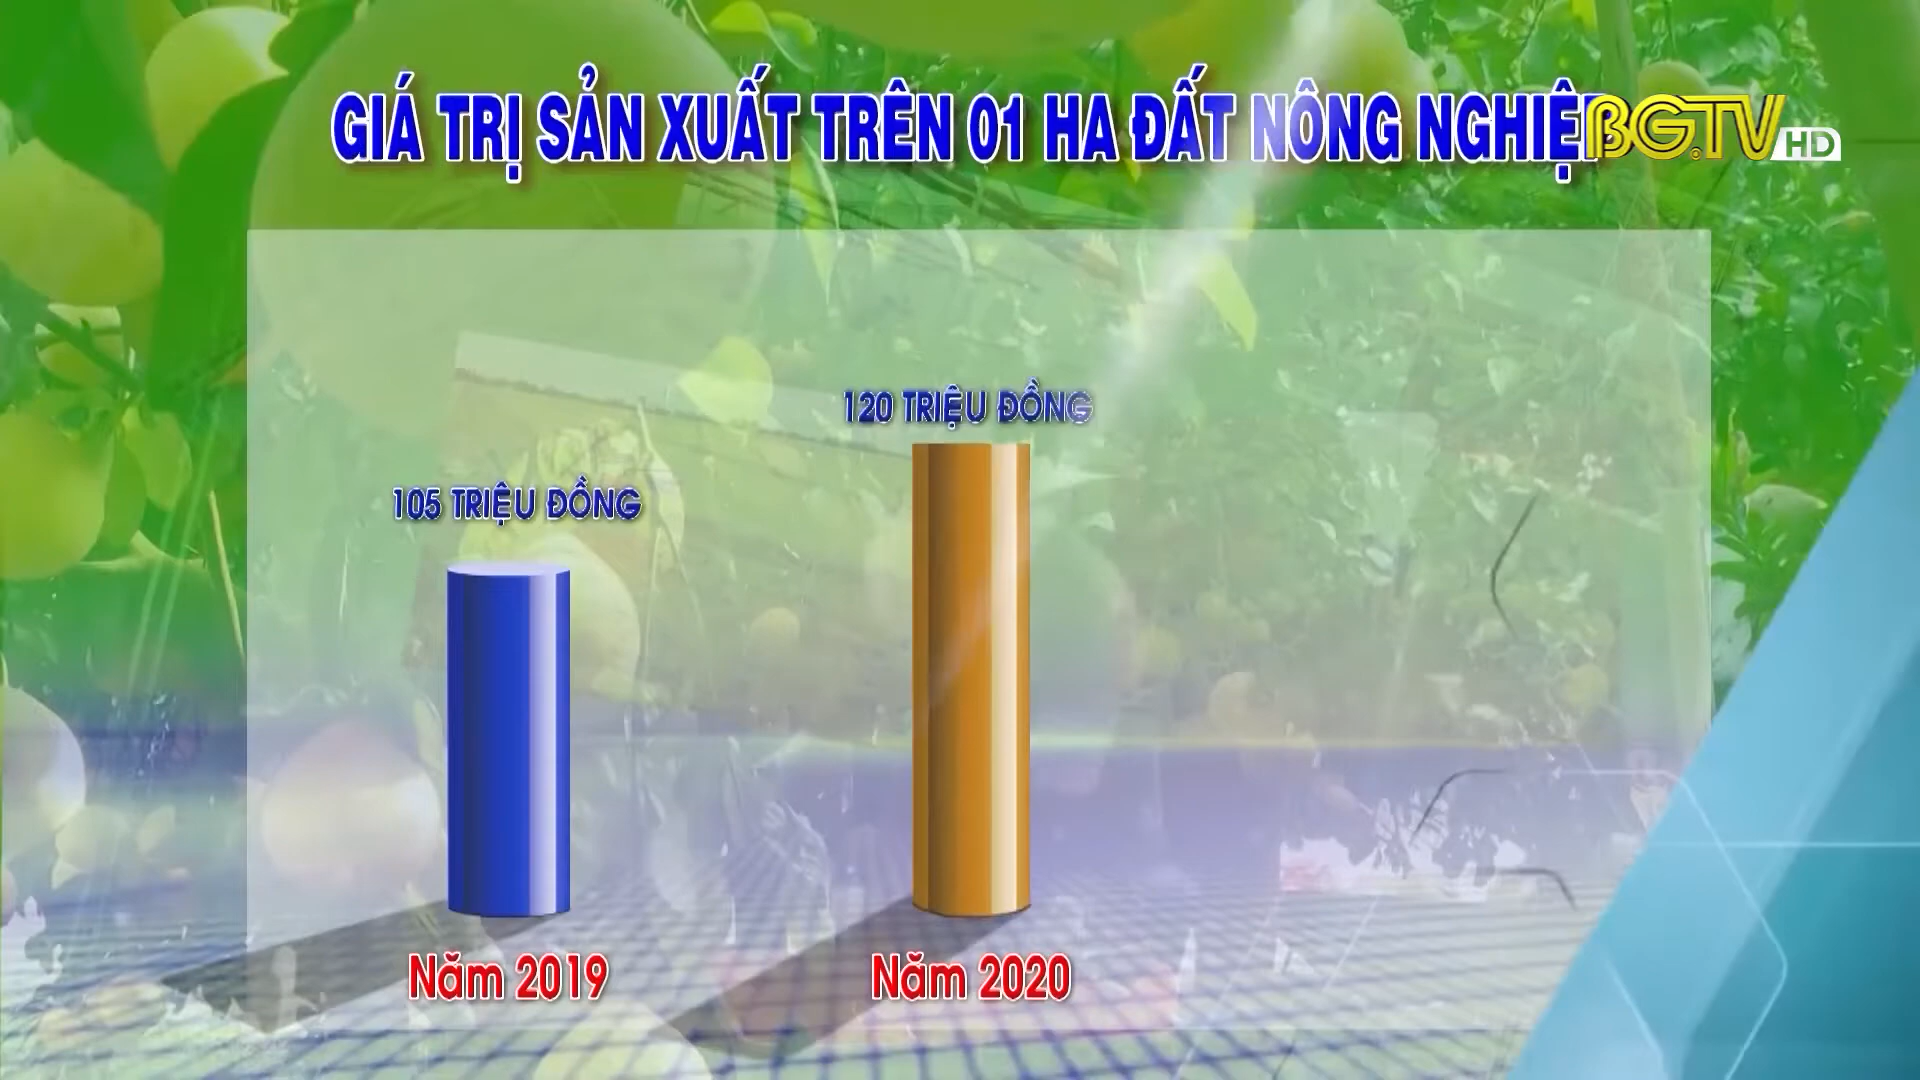 GIÁ TRỊ SẢN XUẤT TRÊN 01 HA ĐẤT NÔNG NGHIỆP
BGTV HD
120 TRIỆU ĐỒNG
105 TRIỆU ĐỒNG
Năm 2019 Năm 2020